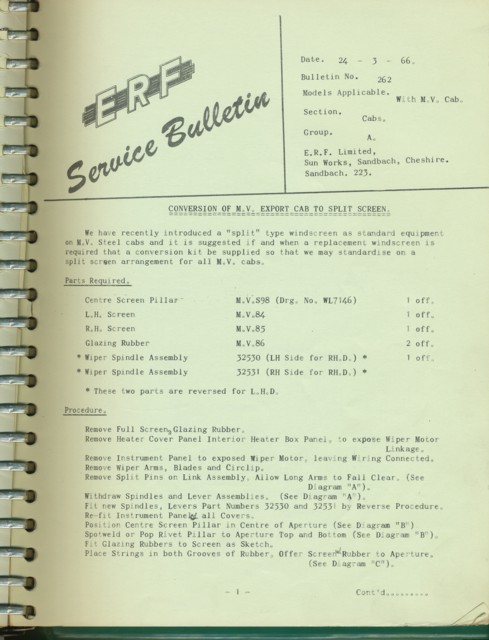 ERF
Service Bulletin
Date. 24 - 3 - 66.
Bulletin No. 262
Models Applicable.
With M.V. Cab.
Section.
Cabs.
Group.
A.
E.R.F. Limited,
Sun Works, Sandbach, Cheshire.
Sandbach. 223.
CONVERSION OF M.V. EXPORT CAB TO SPLIT SCREEN.
We have recently introduced a "split" type windscreen as standard equipment
on M.V. Steel cabs and it is suggested if and when a replacement windscreen is
required that a conversion kit be supplied so that we may standardise on a
split screen arrangement for all M.V. cabs.
Parts Required.
Centre Screen Pillar M.V.S98 (Drg. No. WL7146) 1 off.
L.H. Screen M.V.84 1 off.
R.H. Screen M.V.85 1 off.
Glazing Rubber M.V.86 2 off.
* Wiper Spindle Assembly 32530 (LH Side for RH.D.) * 1 off.
* Wiper Spindle Assembly 32531 (RH Side for RH.D.) *
* These two parts are reversed for L.H.D.
Procedure.
Remove Full Screen, Glazing Rubber.
Remove Heater Cover Panel Interior Heater Box Panel, to expose Wiper Motor
Linkage.
Remove Instrument Panel to exposed Wiper Motor, leaving Wiring Connected.
Remove Wiper Arms, Blades and Circlip.
Remove Split Pins on Link Assembly. Allow Long Arms to Fall Clear. (See
Diagram "A").
Withdraw Spindles and Lever Assemblies. (See Diagram "A").
Fit new Spindles, Levers Part Numbers 32530 and 32531 by Reverse Procedure.
Re-fit Instrument Panel all Covers.
Position Centre Screen Pillar in Centre of Aperture (See Diagram "B")
Spotweld or Pop Rivet Pillar to Aperture Top and Bottom (See Diagram "B").
Fit Glazing Rubbers to Screen as Sketch.
Place Strings in both Grooves of Rubber, Offer Screen Rubber to Aperture.
(See Diagram "C").
- 1 -
Cont'd.........